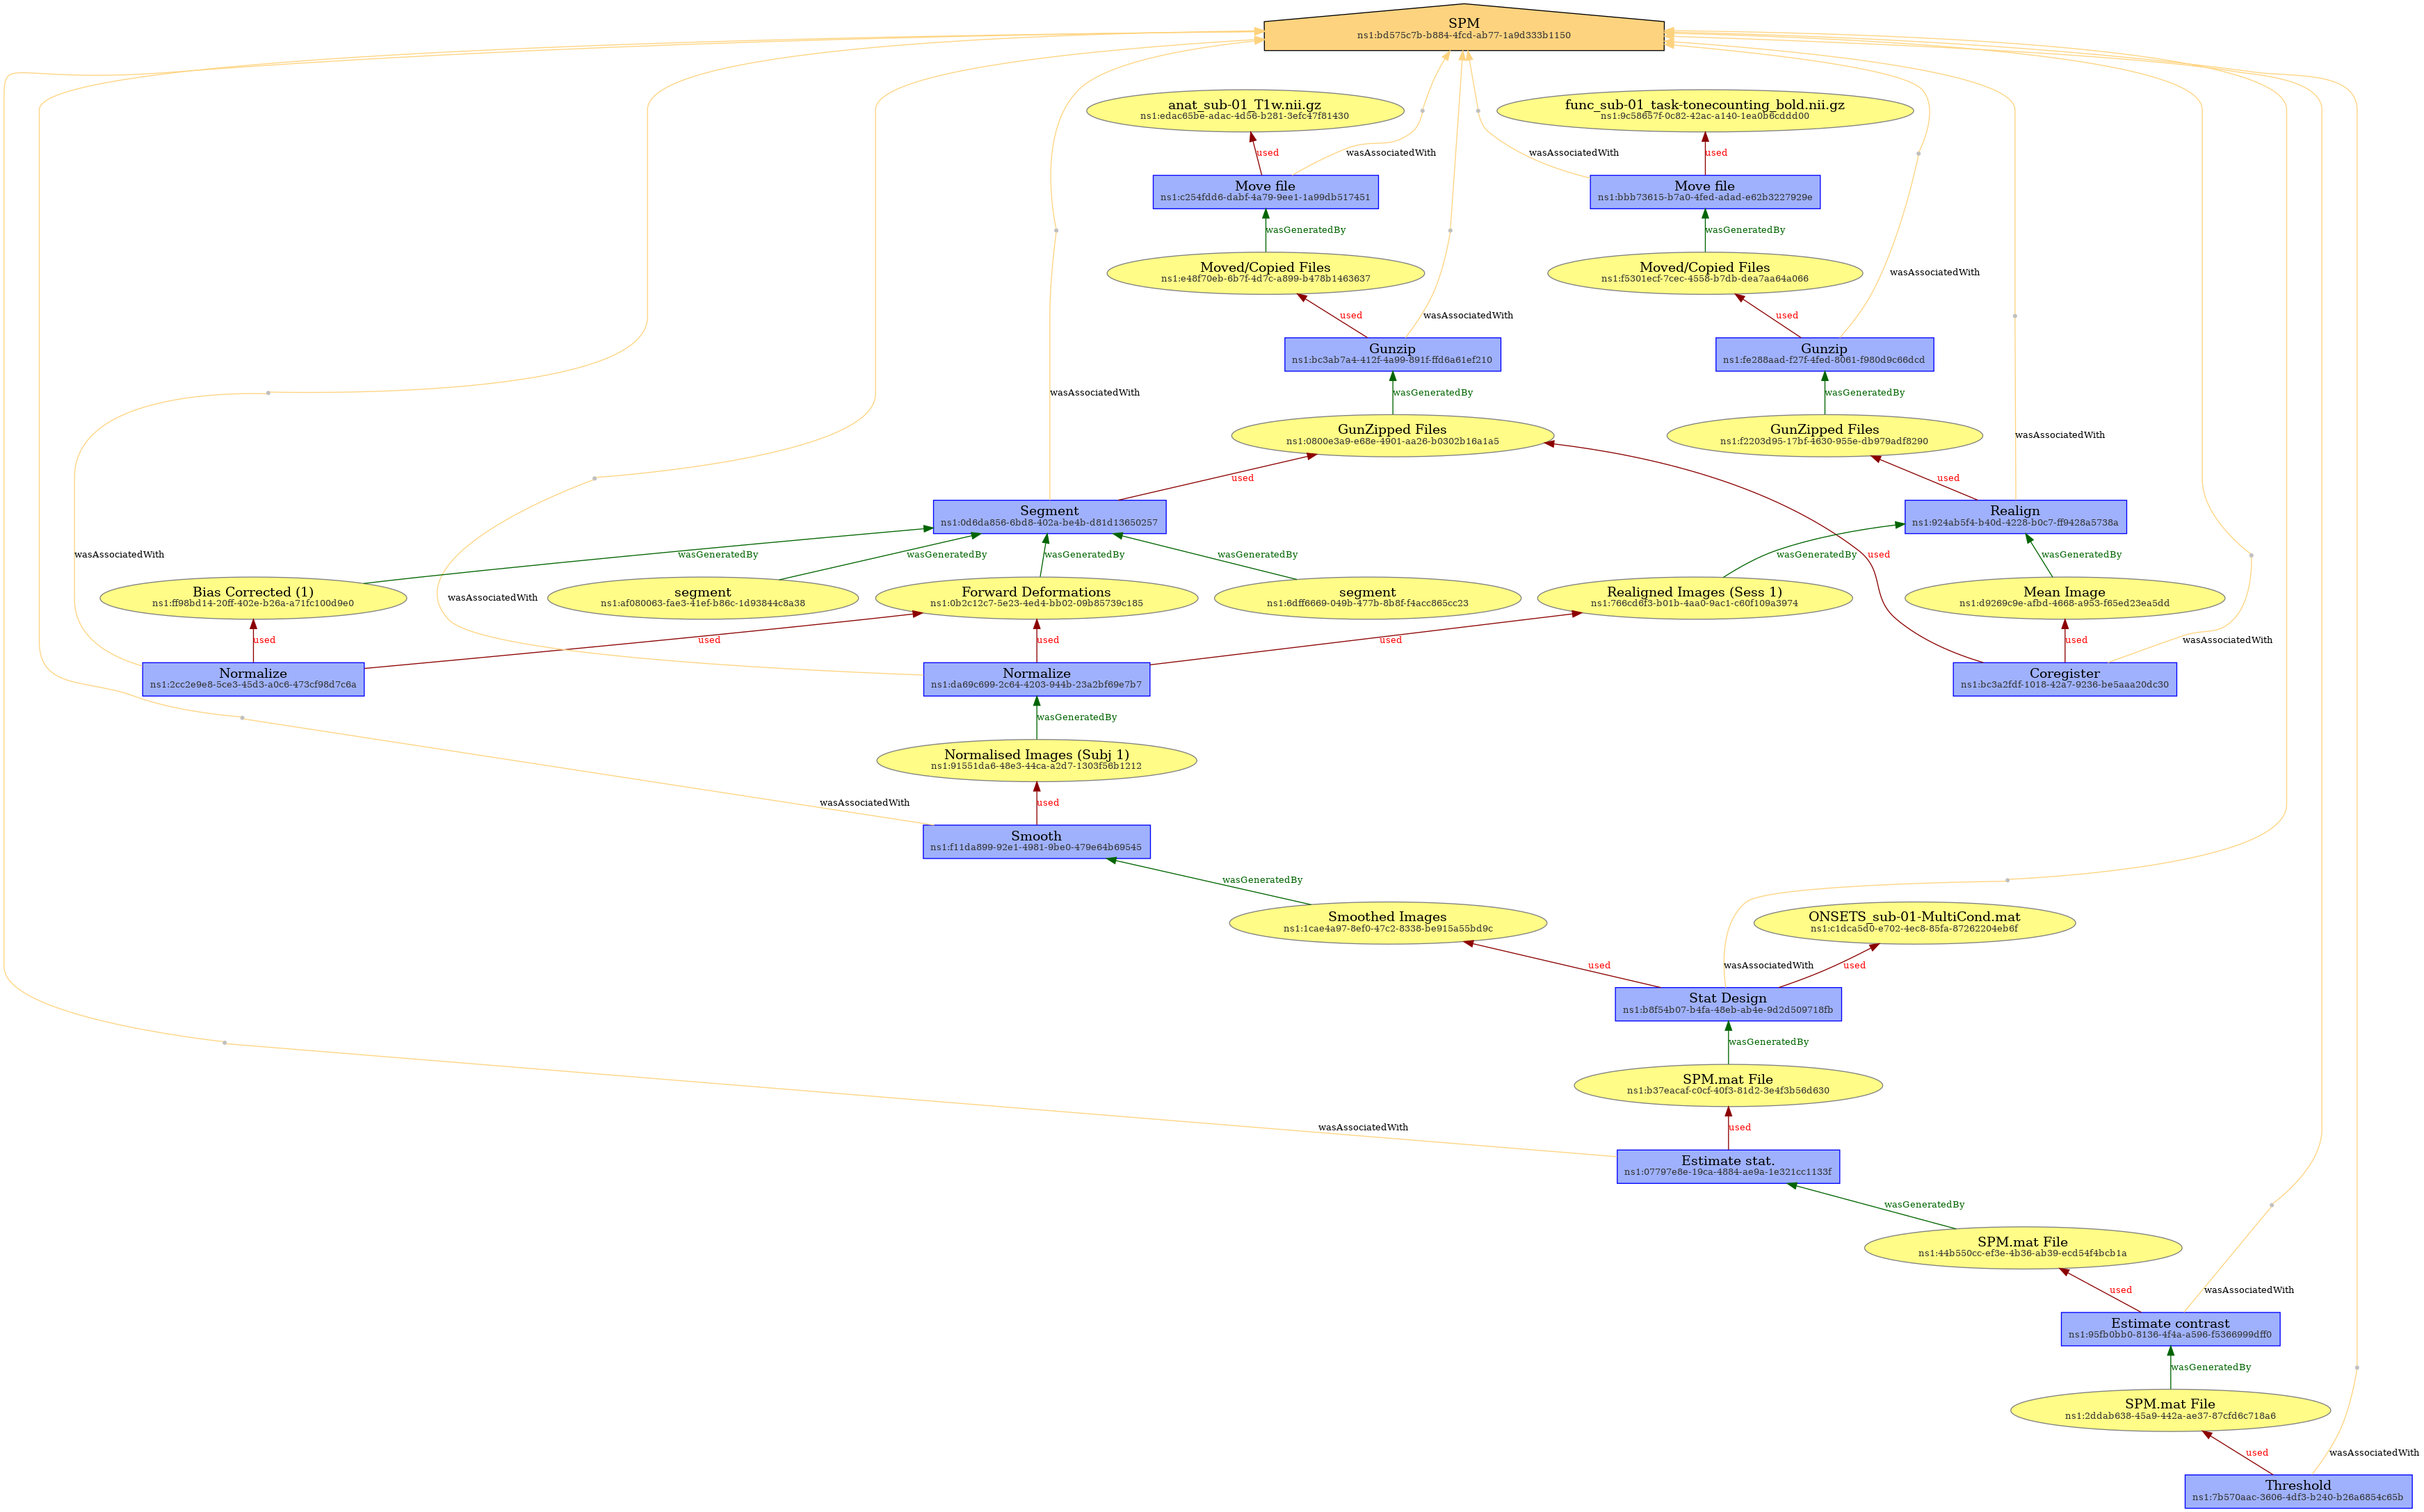 SPM
ns1:bd575c7b-b884-4fcd-ab77-1a9d333b1150
anat_sub-01_T1w.nii.gz
ns1:edac65be-adac-4d56-b281-3efc47f81430
func_sub-01_task-tonecounting_bold.nii.gz
ns1:9c58657f-0c82-42ac-a140-1ea0b6cddd00
used
wasAssociatedWith
wasAssociatedWith
used
Move file
ns1:c254fdd6-dabf-4a79-9ee1-1a99db517451
Move file
ns1:bbb73615-b7a0-4fed-adad-e62b3227929e
wasGeneratedBy
wasGeneratedBy
Moved/Copied Files
ns1:e48f70eb-6b7f-4d7c-a899-b478b1463637
Moved/Copied Files
ns1:f5301ecf-7cec-4558-b7db-dea7aa64a066
wasAssociatedWith
used
wasAssociatedWith
used
Gunzip
ns1:bc3ab7a4-412f-4a99-891f-ffd6a61ef210
Gunzip
ns1:fe288aad-f27f-4fed-8061-f980d9c66dcd
wasAssociatedWith
wasGeneratedBy
wasGeneratedBy
GunZipped Files
ns1:0800e3a9-e68e-4901-aa26-b0302b16a1a5
GunZipped Files
ns1:f2203d95-17bf-4630-955e-db979adf8290
wasAssociatedWith
used
used
Segment
ns1:0d6da856-6bd8-402a-be4b-d81d13650257
Realign
ns1:924ab5f4-b40d-4228-b0c7-ff9428a5738a
wasAssociatedWith
wasGeneratedBy
wasGeneratedBy
wasGeneratedBy
wasGeneratedBy
wasGeneratedBy
used
wasGeneratedBy
Bias Corrected (1)
ns1:ff98bd14-20ff-402e-b26a-a71fc100d9e0
segment
ns1:af080063-fae3-41ef-b86c-1d93844c8a38
Forward Deformations
ns1:0b2c12c7-5e23-4ed4-bb02-09b85739c185
segment
ns1:6dff6669-049b-477b-8b8f-f4acc865cc23
Realigned Images (Sess 1)
ns1:766cd6f3-b01b-4aa0-9ac1-c60f109a3974
Mean Image
ns1:d9269c9e-afbd-4668-a953-f65ed23ea5dd
wasAssociatedWith
used
used
used
used
used
wasAssociatedWith
Normalize
ns1:2cc2e9e8-5ce3-45d3-a0c6-473cf98d7c6a
Normalize
ns1:da69c699-2c64-4203-944b-23a2bf69e7b7
Coregister
ns1:bc3a2fdf-1018-42a7-9236-be5aaa20dc30
wasGeneratedBy
Normalised Images (Subj 1)
ns1:91551da6-48e3-44ca-a2d7-1303f56b1212
wasAssociatedWith
used
Smooth
ns1:f11da899-92e1-4981-9be0-479e64b69545
wasGeneratedBy
Smoothed Images
ns1:1cae4a97-8ef0-47c2-8338-be915a55bd9c
ONSETS_sub-01-MultiCond.mat
ns1:c1dca5d0-e702-4ec8-85fa-87262204eb6f
used
wasAssociatedWith
used
Stat Design
ns1:b8f54b07-b4fa-48eb-ab4e-9d2d509718fb
wasGeneratedBy
SPM.mat File
ns1:b37eacaf-c0cf-40f3-81d2-3e4f3b56d630
wasAssociatedWith
used
Estimate stat.
ns1:07797e8e-19ca-4884-ae9a-1e321cc1133f
wasGeneratedBy
SPM.mat File
ns1:44b550cc-ef3e-4b36-ab39-ecd54f4bcb1a
used
wasAssociatedWith
Estimate contrast
ns1:95fb0bb0-8136-4f4a-a596-f5366999dff0
wasGeneratedBy
SPM.mat File
ns1:2ddab638-45a9-442a-ae37-87cfd6c718a6
used
wasAssociatedWith
Threshold
ns1:7b570aac-3606-4df3-b240-b26a6854c65b